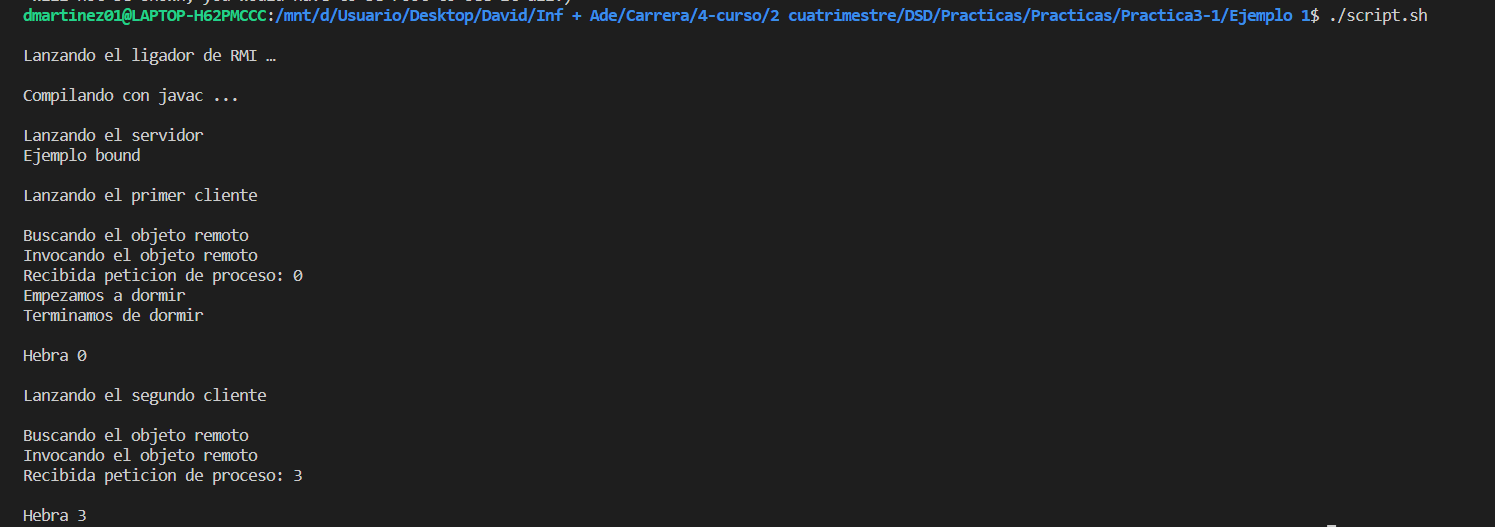 dmartinez01@LAPTOP-H62PMCCC:/mnt/d/Usuario/Desktop/David/Inf + Ade/Carrera/4-curso/2 cuatrimestre/DSD/Practicas/Practicas/Practica3-1/Ejemplo 1$ ./script.sh
Lanzando el ligador de RMI …
Compilando con javac ...
Lanzando el servidor
Ejemplo bound
Lanzando el primer cliente
Buscando el objeto remoto
Invocando el objeto remoto
Recibida peticion de proceso: 0
Empezamos a dormir
Terminamos de dormir
Hebra 0
Lanzando el segundo cliente
Buscando el objeto remoto
Invocando el objeto remoto
Recibida peticion de proceso: 3
Hebra 3